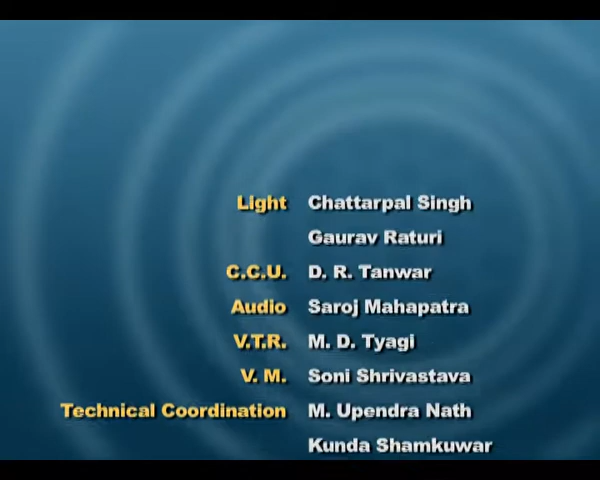 Light Chattarpal Singh
Gaurav Raturi
C.C.U. D. R. Tanwar
Audio Saroj Mahapatra
V.T.R. M. D. Tyagi
V. M. Soni Shrivastava
Technical Coordination M. Upendra Nath
Kunda Shamkuwar